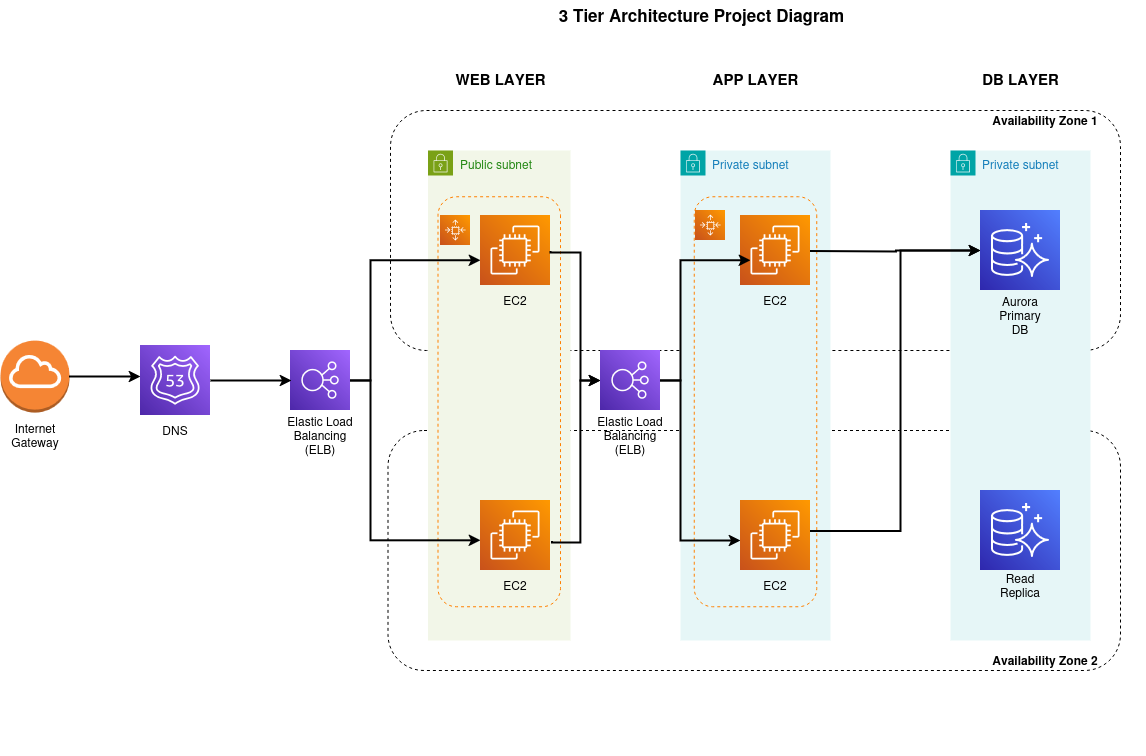 3 Tier Architecture Project Diagram
WEB LAYER
APP LAYER
DB LAYER
Availability Zone 1
Public subnet
Private subnet
Private subnet
EC2
EC2
Aurora
Primary
DB
Internet
Gateway
53
DNS
Elastic Load
Balancing
(ELB)
Elastic Load
Balancing
(ELB)
EC2
EC2
Read
Replica
Availability Zone 2